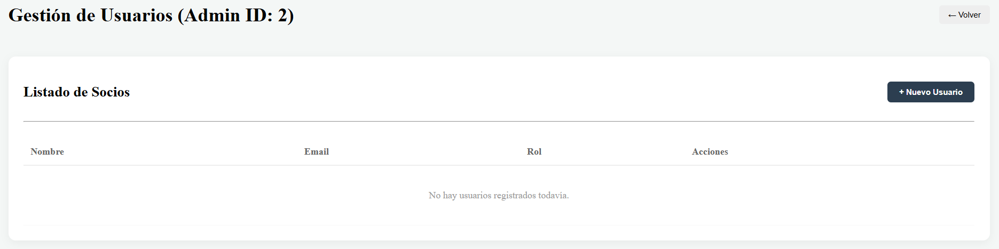 Gestión de Usuarios (Admin ID: 2)
← Volver
Listado de Socios
+ Nuevo Usuario
Nombre Email Rol Acciones
No hay usuarios registrados todavía.